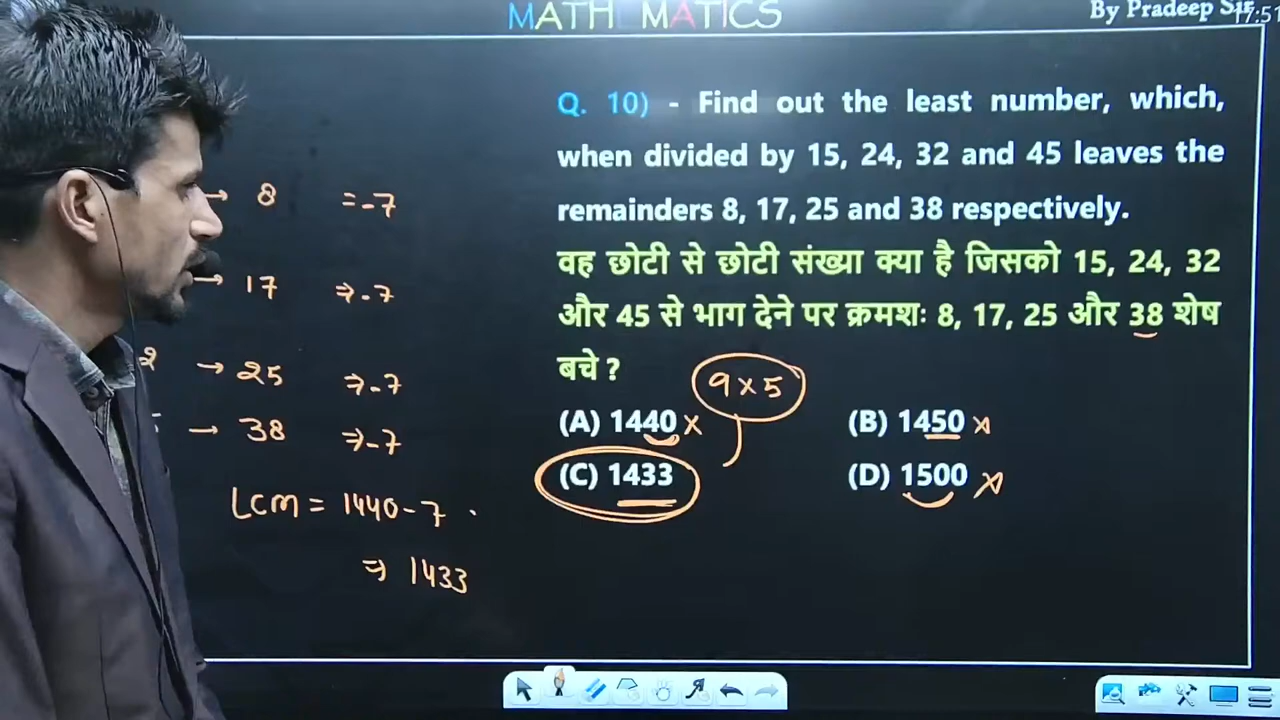 MATHEMATICS
By Pradeep Sir
17:51
Q. 10) - Find out the least number, which,
when divided by 15, 24, 32 and 45 leaves the
remainders 8, 17, 25 and 38 respectively.
वह छोटी से छोटी संख्या क्या है जिसको 15, 24, 32
और 45 से भाग देने पर क्रमशः 8, 17, 25 और 38 शेष
बचे ?
9 x 5
(A) 1440 x
(B) 1450 x
(C) 1433
(D) 1500 x
→ 8 = -7
→ 17 ⇒ -7
2 → 25 ⇒ -7
→ 38 ⇒ -7
LCM = 1440 - 7
⇒ 1433